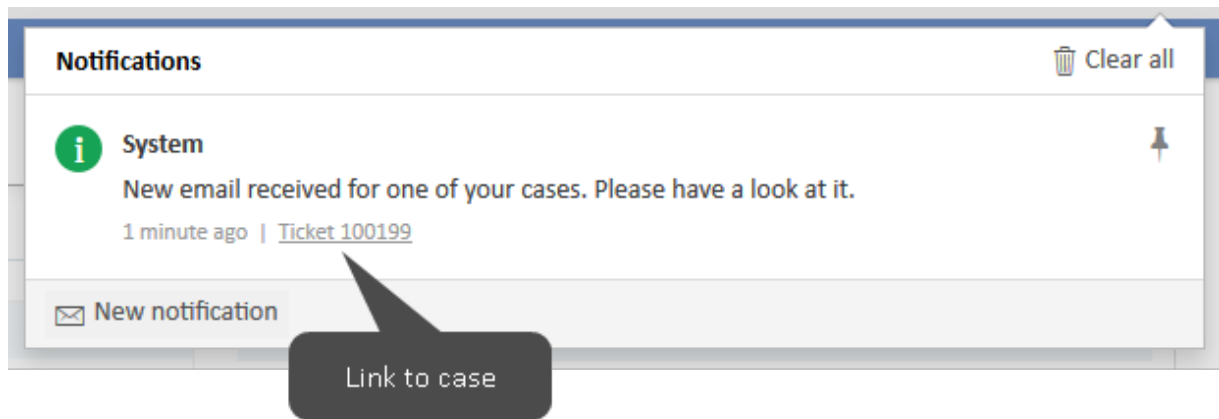 Notifications
Clear all
System
New email received for one of your cases. Please have a look at it.
1 minute ago | Ticket 100199
New notification
Link to case